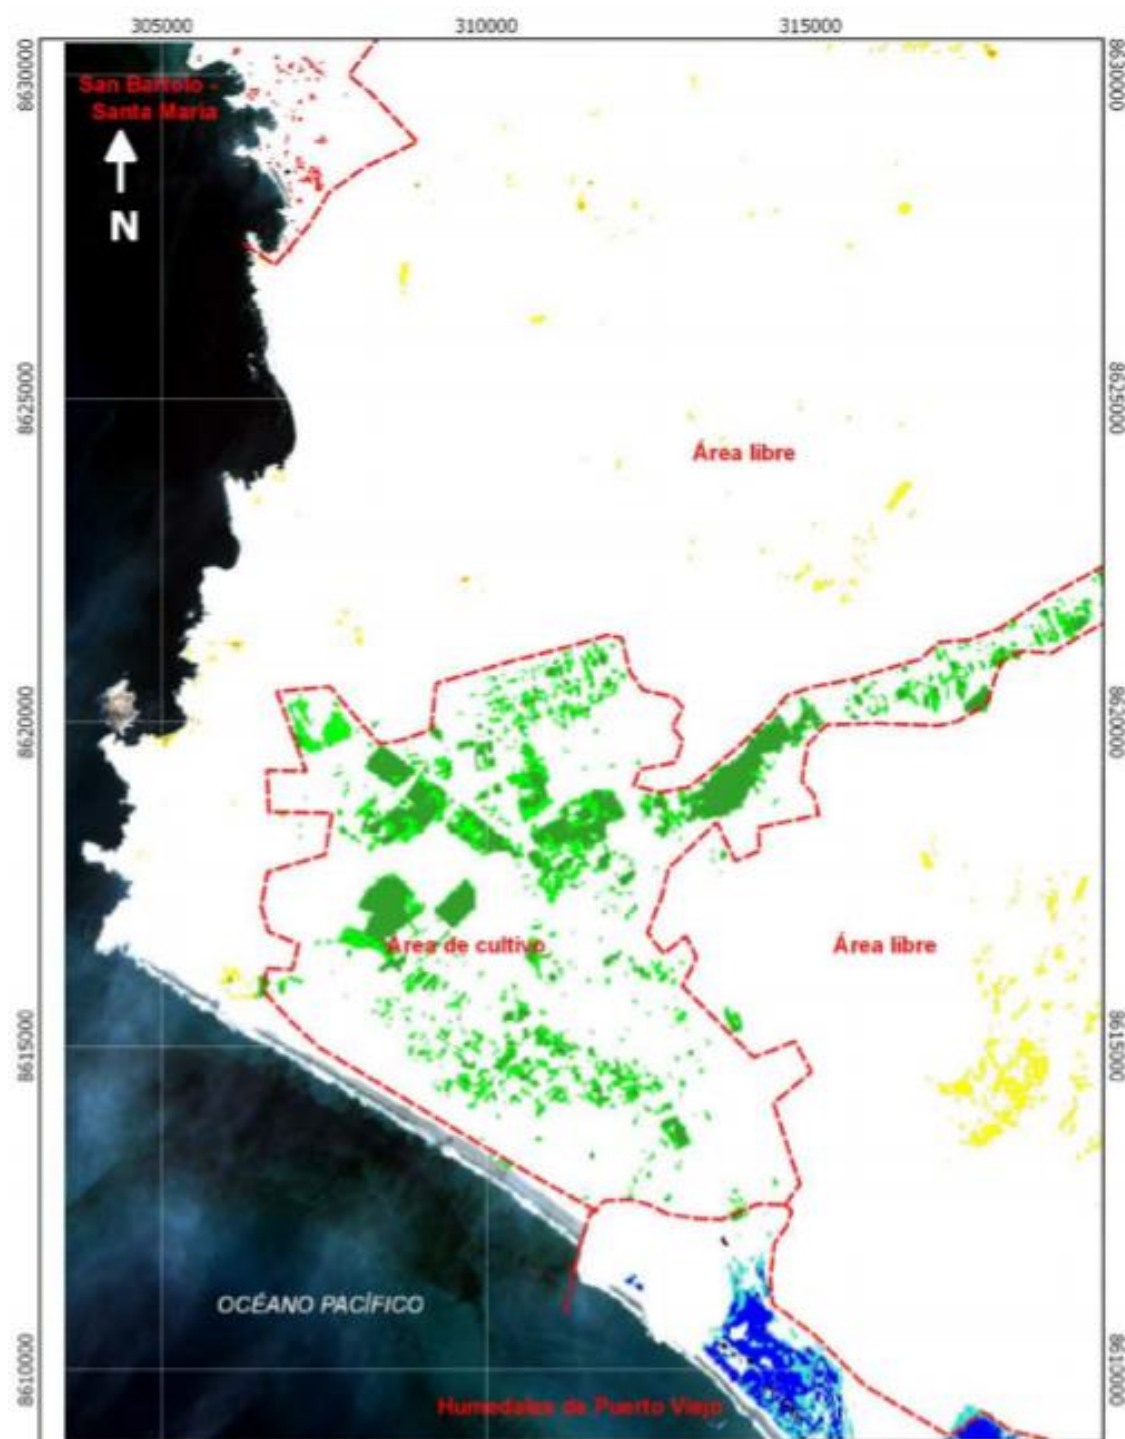 305000 310000 315000
8630000 8630000
San Bartolo -
Santa Maria
N
8625000 8625000
Área libre
8620000 8620000
Área de cultivo Área libre
8615000 8615000
OCÉANO PACÍFICO
8610000 8610000
Humedales de Puerto Viejo